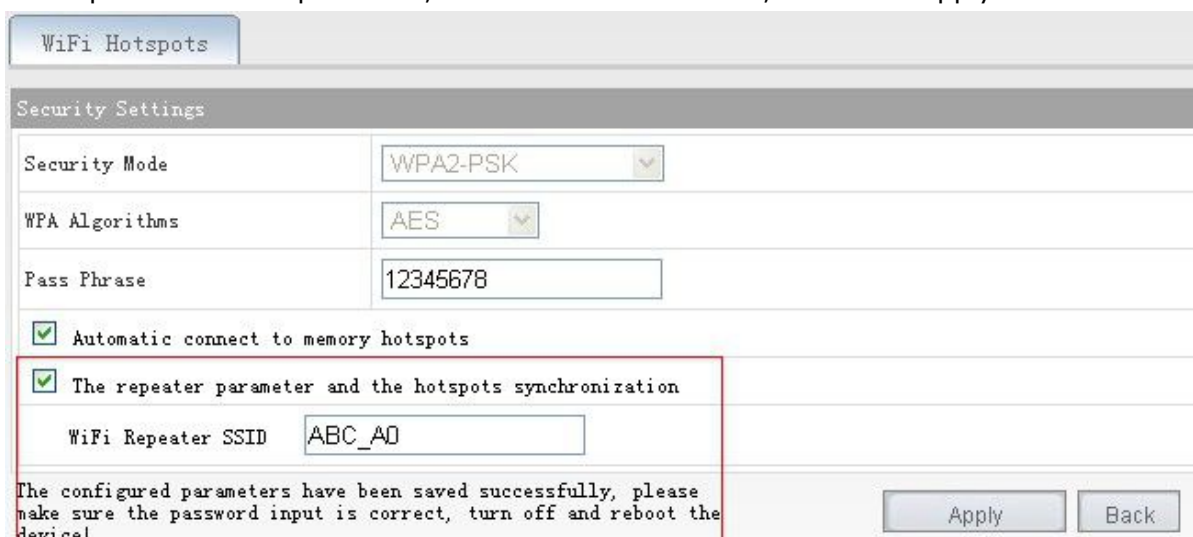 WiFi Hotspots
Security Settings
Security Mode WPA2-PSK
WPA Algorithms AES
Pass Phrase 12345678
Automatic connect to memory hotspots
The repeater parameter and the hotspots synchronization
WiFi Repeater SSID ABC_A0
The configured parameters have been saved successfully, please
make sure the password input is correct, turn off and reboot the
device!
Apply Back